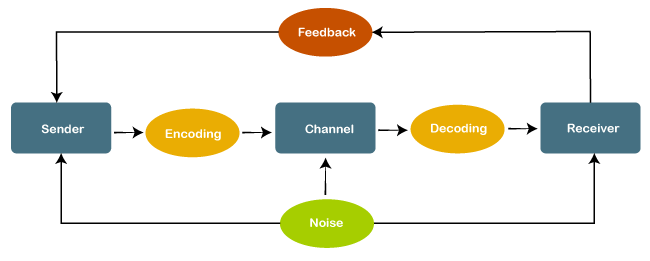 Feedback
Sender
Encoding
Channel
Decoding
Receiver
Noise